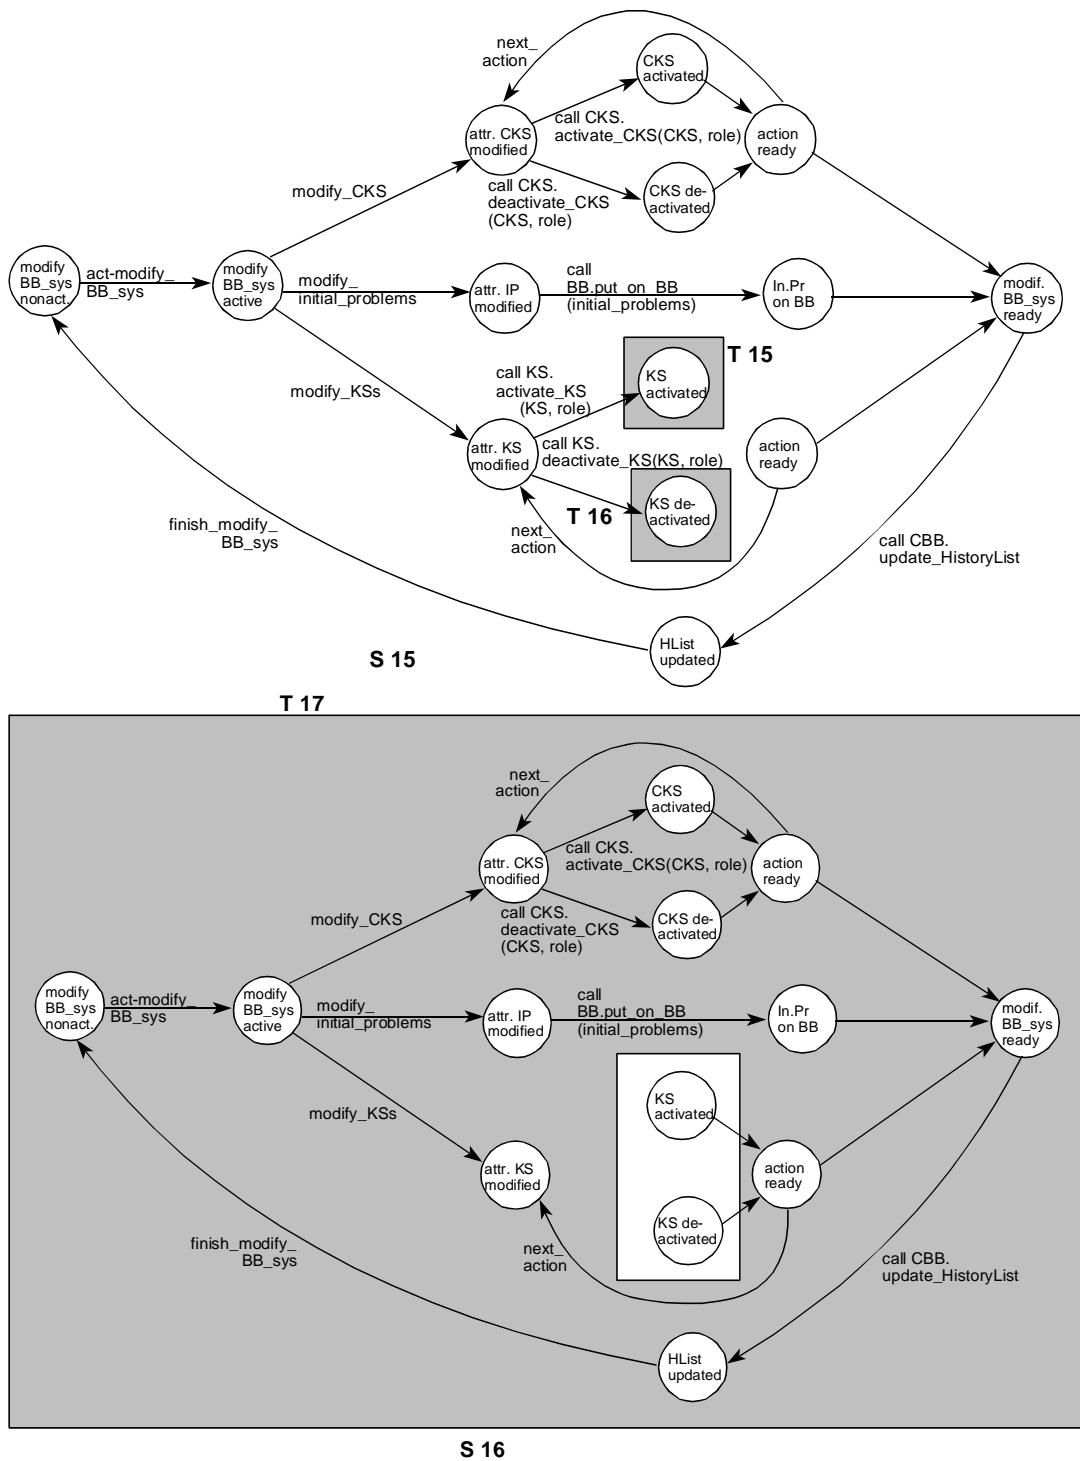 next_
action
CKS
activated
call CKS.
activate_CKS(CKS, role)
attr. CKS
modified
action
ready
modify_CKS
call CKS.
deactivate_CKS
(CKS, role)
CKS de-
activated
modify
BB_sys
nonact.
act-modify_
BB_sys
modify
BB_sys
active
modify_
initial_problems
attr. IP
modified
call
BB.put_on_BB
(initial_problems)
In.Pr
on BB
modif.
BB_sys
ready
T 15
modify_KSs
call KS.
activate_KS
(KS, role)
KS
activated
attr. KS
modified
call KS.
deactivate_KS(KS, role)
action
ready
T 16
KS de-
activated
next_
action
finish_modify_
BB_sys
call CBB.
update_HistoryList
HList
updated
S 15
T 17
next_
action
CKS
activated
call CKS.
activate_CKS(CKS, role)
attr. CKS
modified
action
ready
modify_CKS
call CKS.
deactivate_CKS
(CKS, role)
CKS de-
activated
modify
BB_sys
nonact.
act-modify_
BB_sys
modify
BB_sys
active
modify_
initial_problems
attr. IP
modified
call
BB.put_on_BB
(initial_problems)
In.Pr
on BB
modif.
BB_sys
ready
modify_KSs
KS
activated
attr. KS
modified
action
ready
KS de-
activated
next_
action
finish_modify_
BB_sys
call CBB.
update_HistoryList
HList
updated
S 16